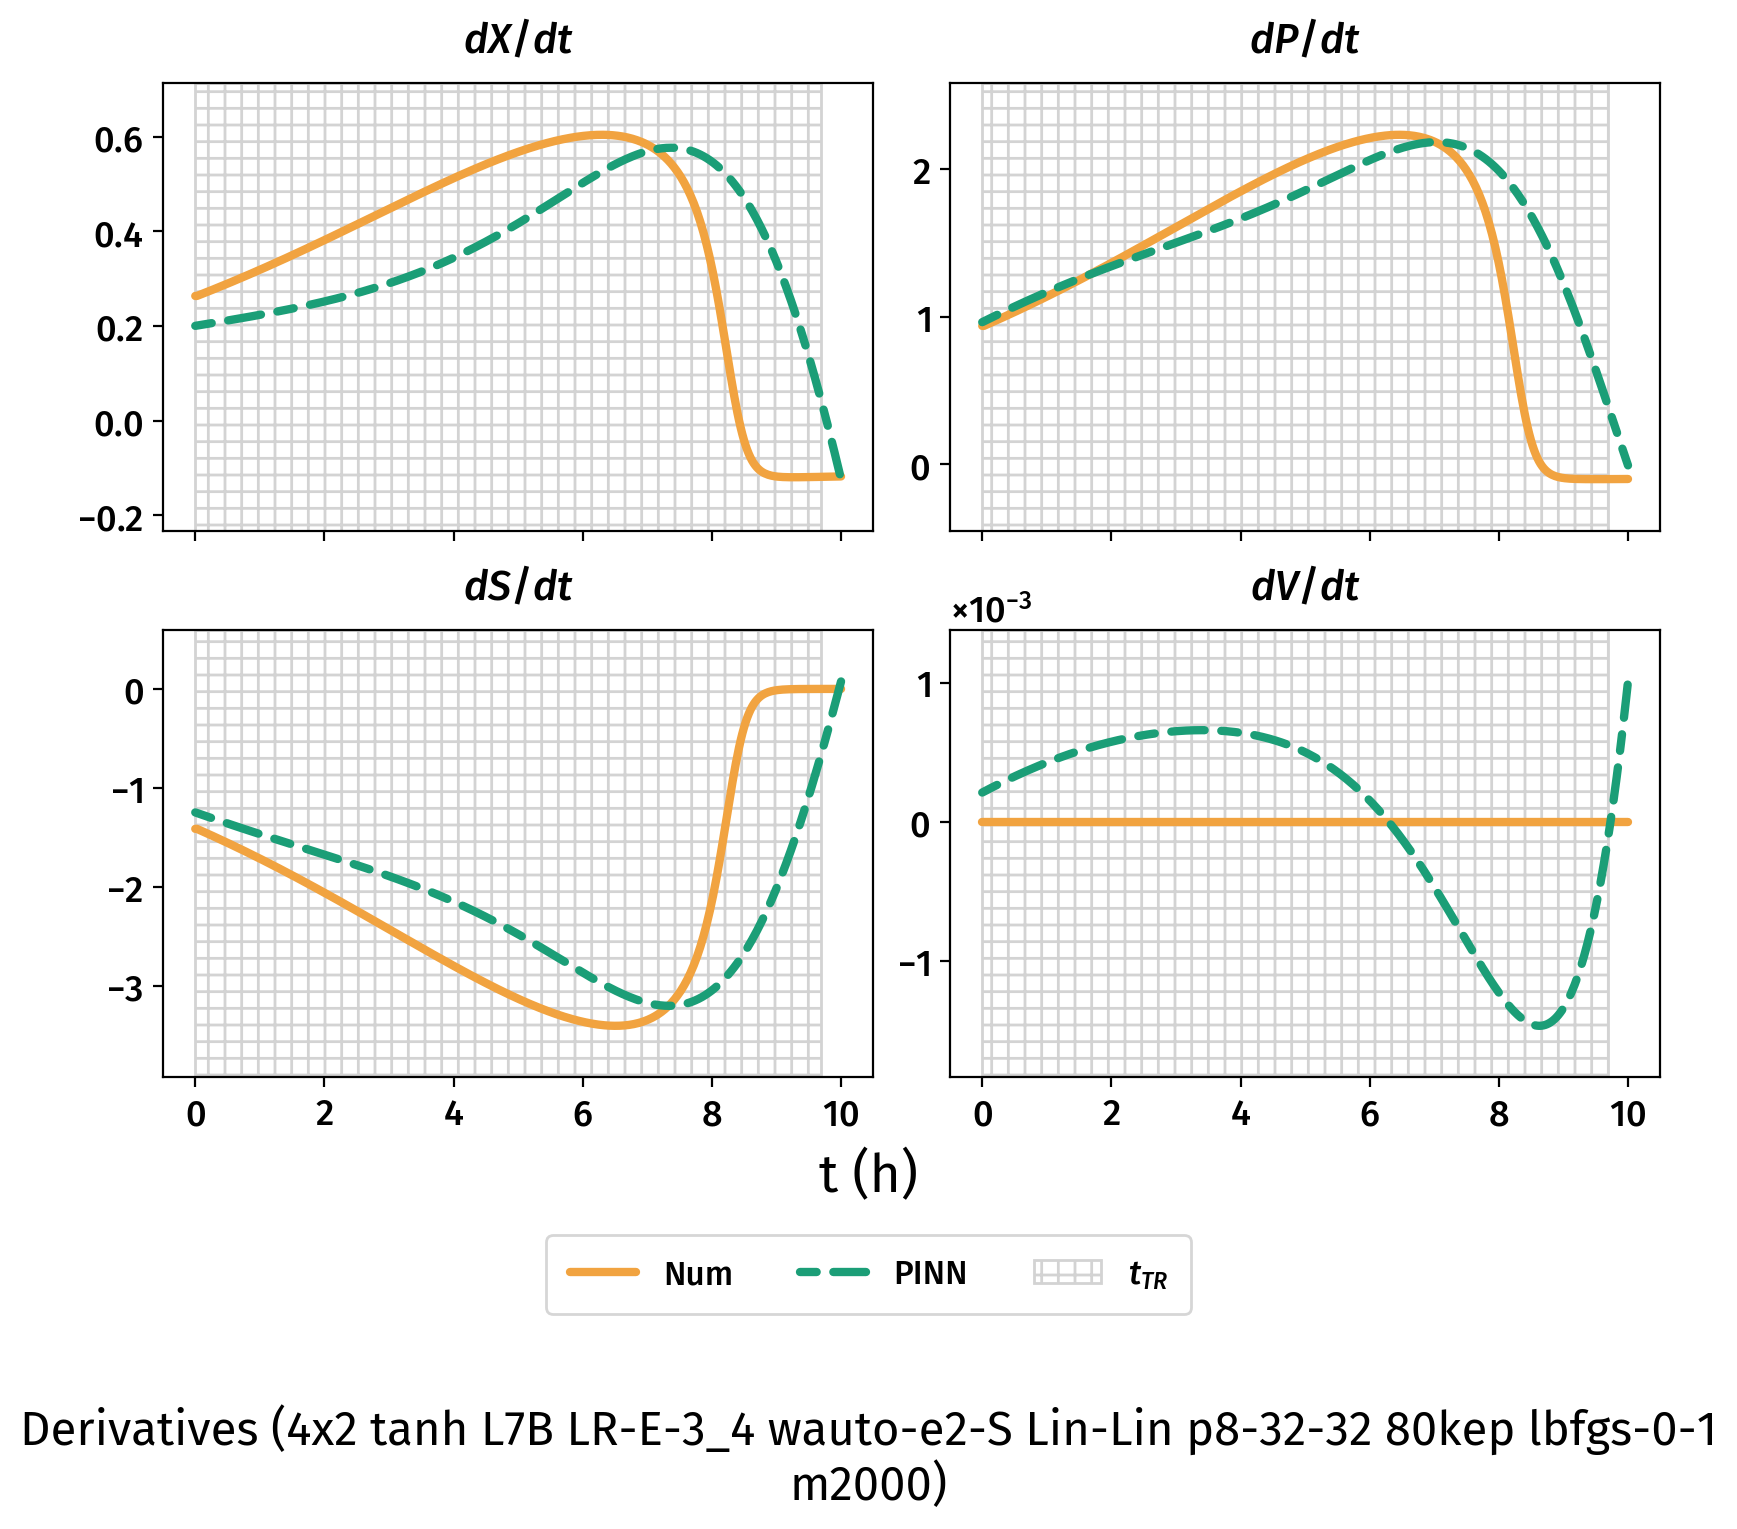 dX/dt
dP/dt
0.6
0.4
0.2
0.0
−0.2
2
1
0
dS/dt
dV/dt
×10⁻³
0
−1
−2
−3
1
0
−1
0 2 4 6 8 10
0 2 4 6 8 10
t (h)
Num PINN t_TR
Derivatives (4x2 tanh L7B LR-E-3_4 wauto-e2-S Lin-Lin p8-32-32 80kep lbfgs-0-1
m2000)